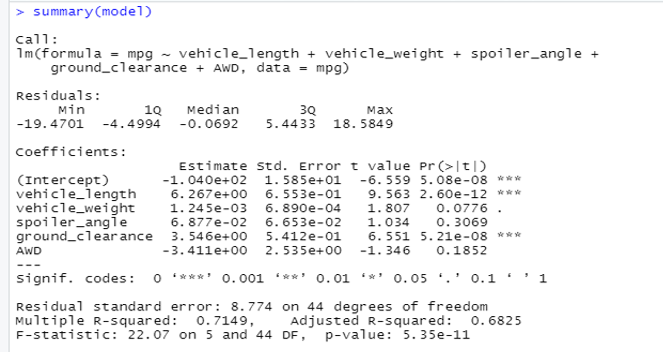 > summary(model)
Call:
lm(formula = mpg ~ vehicle_length + vehicle_weight + spoiler_angle +
    ground_clearance + AWD, data = mpg)
Residuals:
     Min       1Q   Median       3Q      Max
-19.4701  -4.4994  -0.0692   5.4433  18.5849
Coefficients:
                   Estimate Std. Error t value Pr(>|t|)
(Intercept)      -1.040e+02  1.585e+01  -6.559 5.08e-08 ***
vehicle_length    6.267e+00  6.553e-01   9.563 2.60e-12 ***
vehicle_weight    1.245e-03  6.890e-04   1.807   0.0776 .
spoiler_angle     6.877e-02  6.653e-02   1.034   0.3069
ground_clearance  3.546e+00  5.412e-01   6.551 5.21e-08 ***
AWD              -3.411e+00  2.535e+00  -1.346   0.1852
---
Signif. codes:  0 ‘***’ 0.001 ‘**’ 0.01 ‘*’ 0.05 ‘.’ 0.1 ‘ ’ 1
Residual standard error: 8.774 on 44 degrees of freedom
Multiple R-squared:  0.7149,    Adjusted R-squared:  0.6825
F-statistic: 22.07 on 5 and 44 DF,  p-value: 5.35e-11